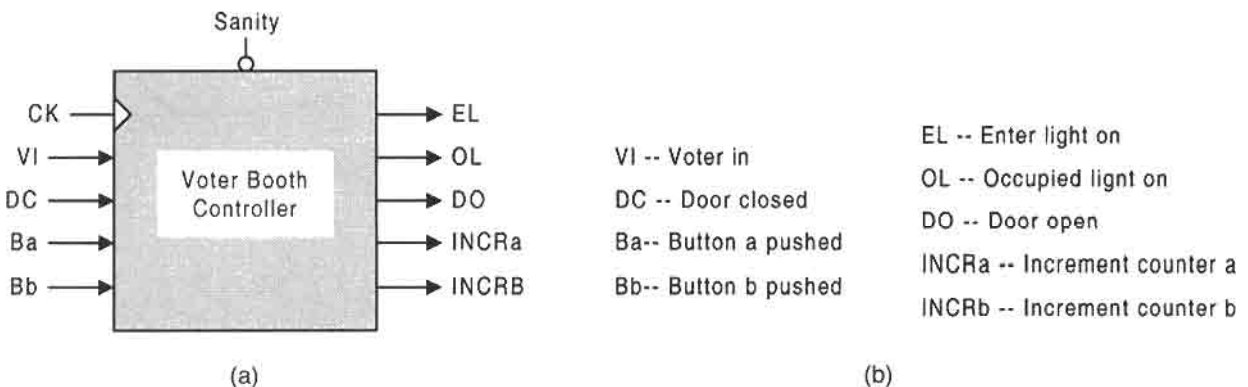 Sanity
CK
VI
DC
Ba
Bb
Voter Booth
Controller
EL
OL
DO
INCRa
INCRB
(a)
VI -- Voter in
DC -- Door closed
Ba-- Button a pushed
Bb-- Button b pushed
EL -- Enter light on
OL -- Occupied lignt on
DO -- Door open
INCRa -- Increment counter a
INCRb -- Increment counter b
(b)